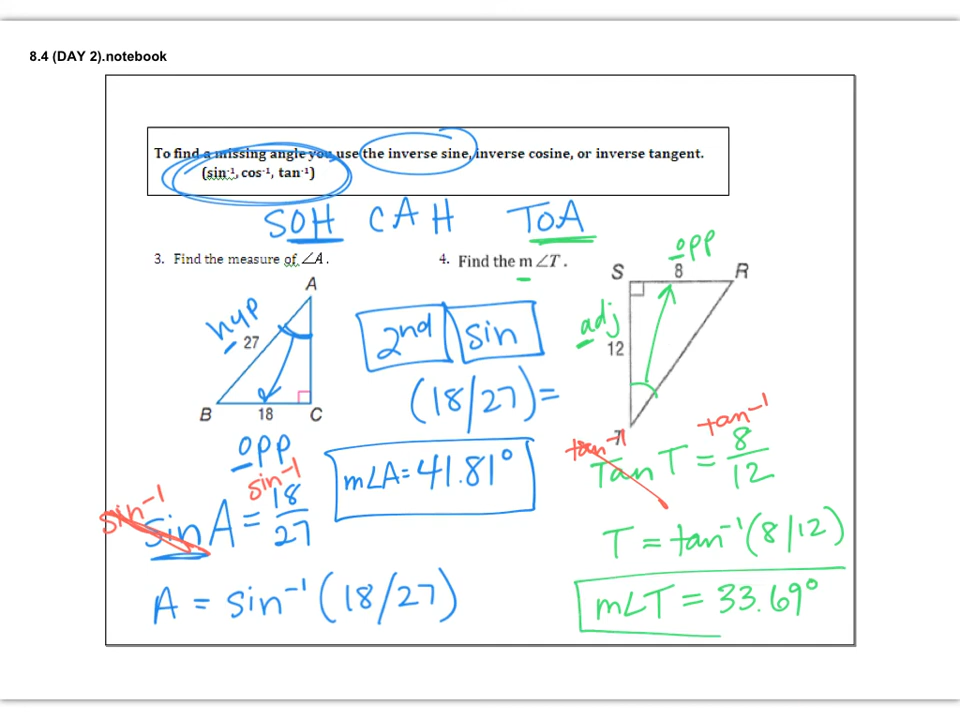 8.4 (DAY 2).notebook
To find a missing angle you use the inverse sine, inverse cosine, or inverse tangent.
(sin⁻¹, cos⁻¹, tan⁻¹)
SOH CAH TOA
3. Find the measure of ∠A.
4. Find the m∠T.
A
hyp
27
B
18
C
opp
2nd sin
(18/27)=
m∠A=41.81°
sin⁻¹ sin⁻¹
sin A = 18/27
A = sin⁻¹(18/27)
opp
S
8
R
adj
12
tan⁻¹ tan⁻¹
Tan T = 8/12
T = tan⁻¹(8/12)
m∠T = 33.69°